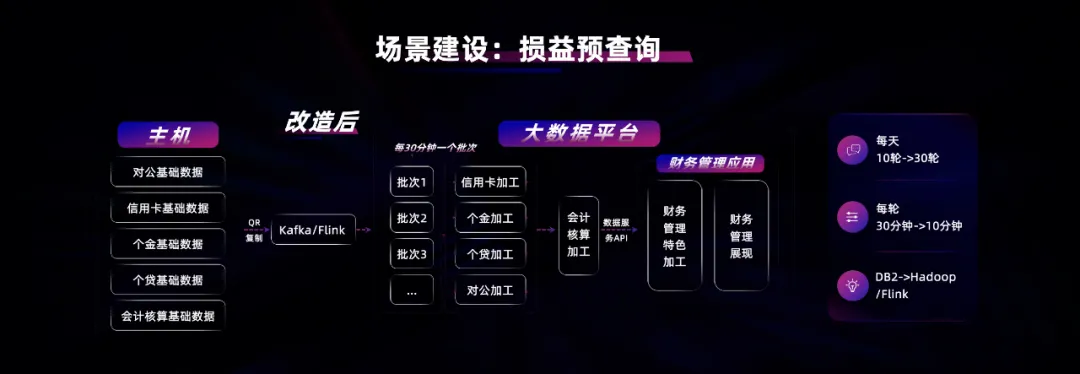 场景建设：损益预查询
改造后
主机
对公基础数据
信用卡基础数据
个金基础数据
个贷基础数据
会计核算基础数据
QR
复制
Kafka/Flink
大数据平台
每30分钟一个批次
批次1
批次2
批次3
...
信用卡加工
个金加工
个贷加工
对公加工
会计
核算
加工
数据服
务API
财务管理应用
财务
管理
特色
加工
财务
管理
展现
每天
10轮->30轮
每轮
30分钟->10分钟
DB2->Hadoop
/Flink